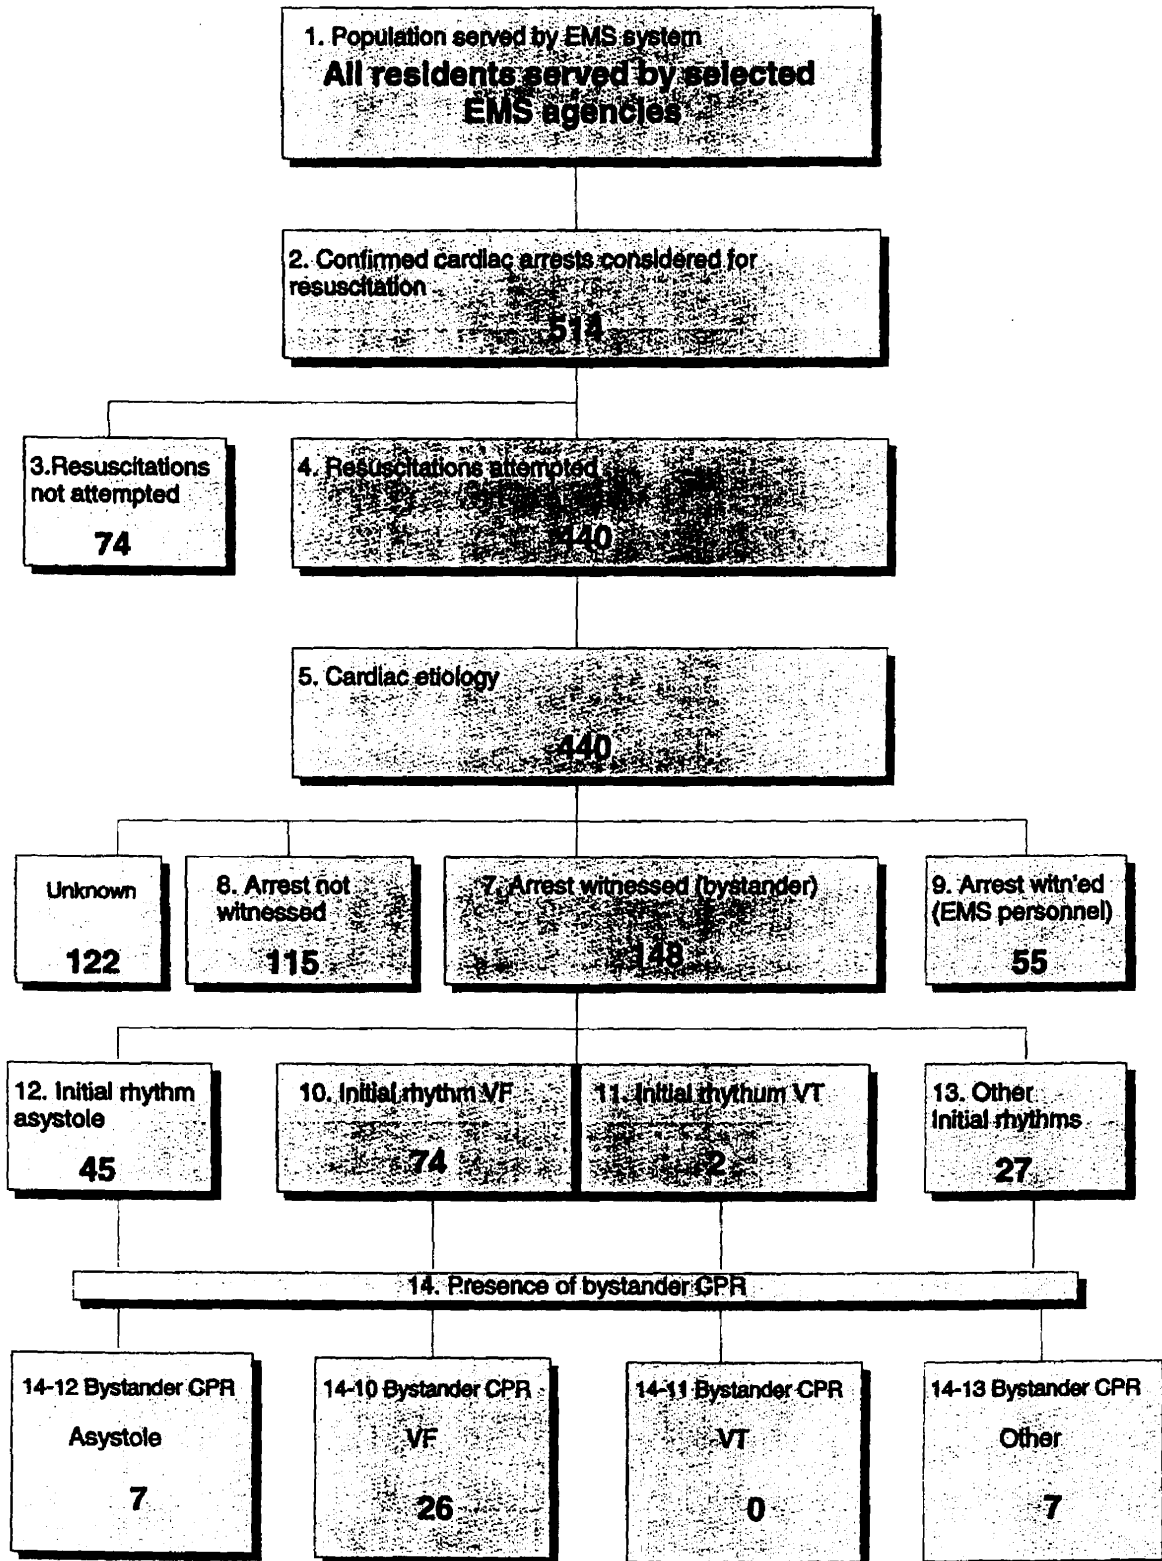 1. Population served by EMS system
All residents served by selected
EMS agencies
2. Confirmed cardiac arrests considered for
resuscitation
514
3.Resuscitations
not attempted
74
4. Resuscitations attempted
440
5. Cardiac etiology
440
Unknown
122
8. Arrest not
witnessed
115
7. Arrest witnessed (bystander)
148
9. Arrest witn'ed
(EMS personnel)
55
12. Initial rhythm
asystole
45
10. Initial rhythm VF
74
11. Initial rhythum VT
2
13. Other
Initial rhythms
27
14. Presence of bystander CPR
14-12 Bystander CPR
Asystole
7
14-10 Bystander CPR
VF
26
14-11 Bystander CPR
VT
0
14-13 Bystander CPR
Other
7